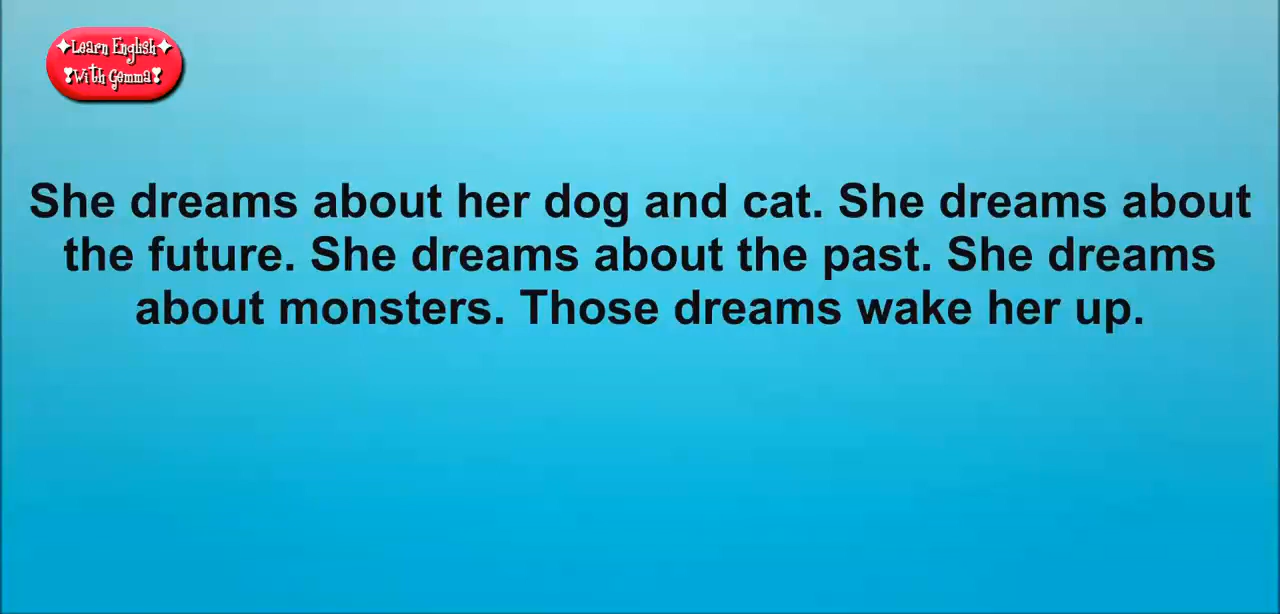 Learn English
With Gemma
She dreams about her dog and cat. She dreams about
the future. She dreams about the past. She dreams
about monsters. Those dreams wake her up.